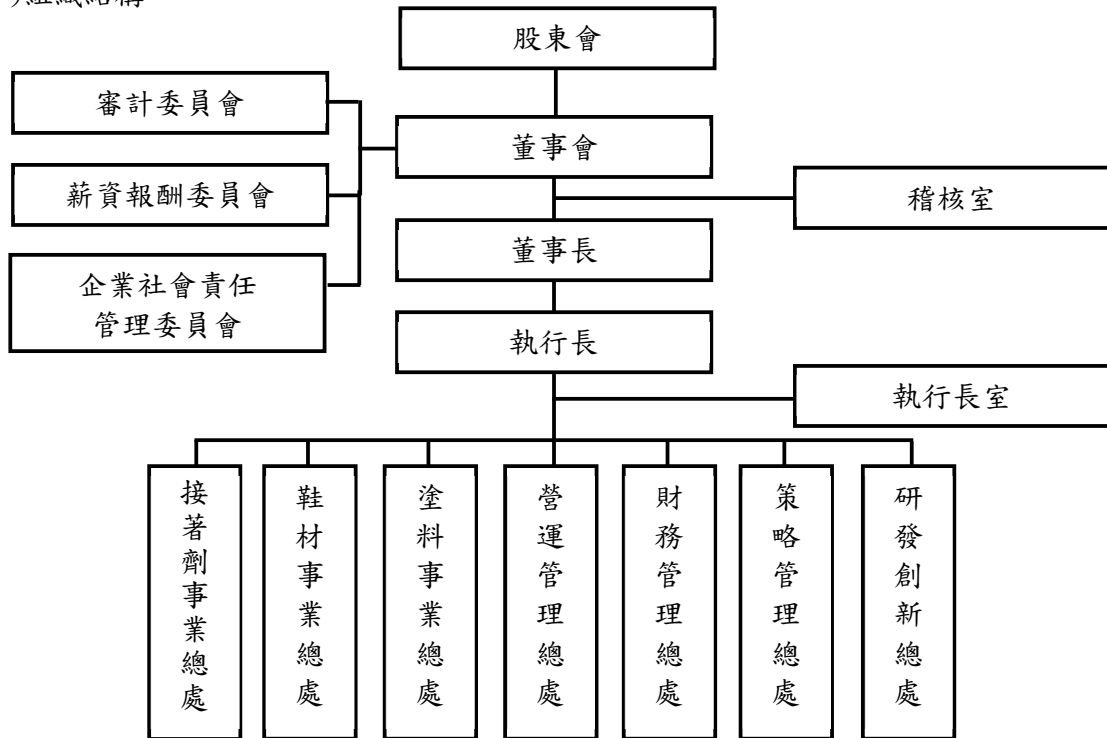 )組織結構
股東會
審計委員會
董事會
薪資報酬委員會
稽核室
董事長
企業社會責任
管理委員會
執行長
執行長室
接著劑事業總處
鞋材事業總處
塗料事業總處
營運管理總處
財務管理總處
策略管理總處
研發創新總處